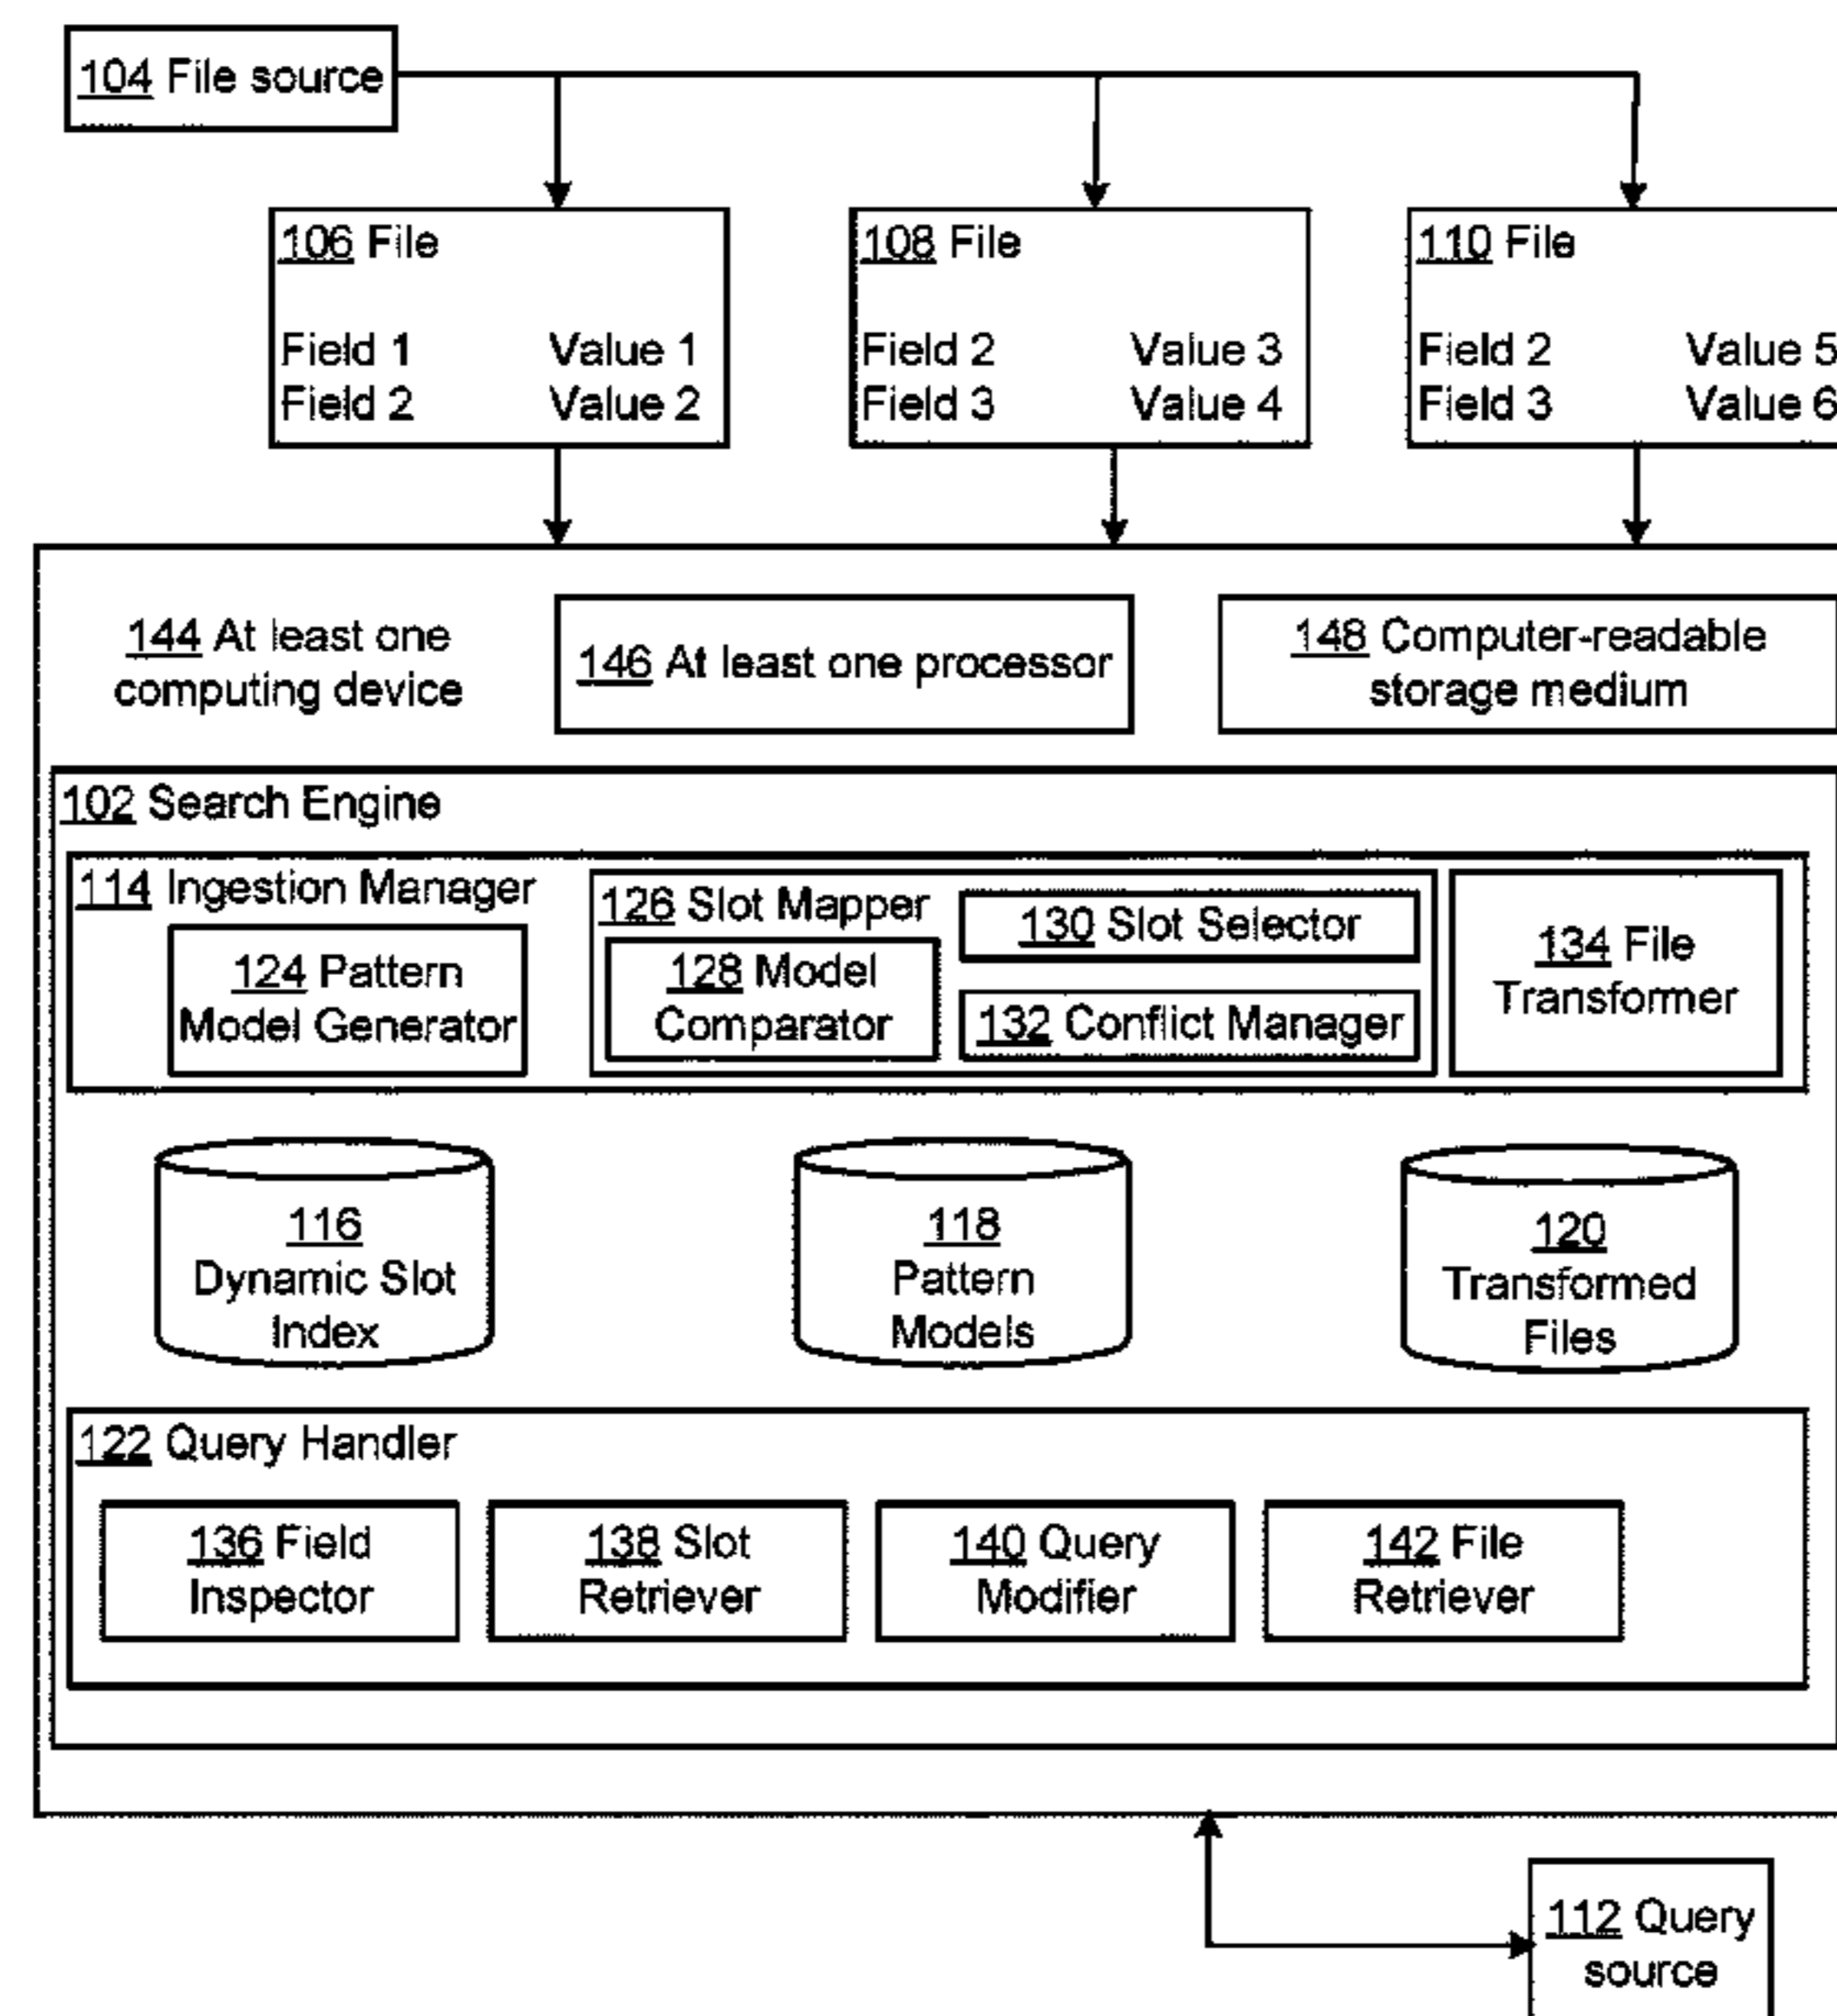 104 File source
106 File
Field 1 Value 1
Field 2 Value 2
108 File
Field 2 Value 3
Field 3 Value 4
110 File
Field 2 Value 5
Field 3 Value 6
144 At least one
computing device
146 At least one processor
148 Computer-readable
storage medium
102 Search Engine
114 Ingestion Manager
124 Pattern
Model Generator
126 Slot Mapper
128 Model
Comparator
130 Slot Selector
132 Conflict Manager
134 File
Transformer
116
Dynamic Slot
Index
118
Pattern
Models
120
Transformed
Files
122 Query Handler
136 Field
Inspector
138 Slot
Retriever
140 Query
Modifier
142 File
Retriever
112 Query
source